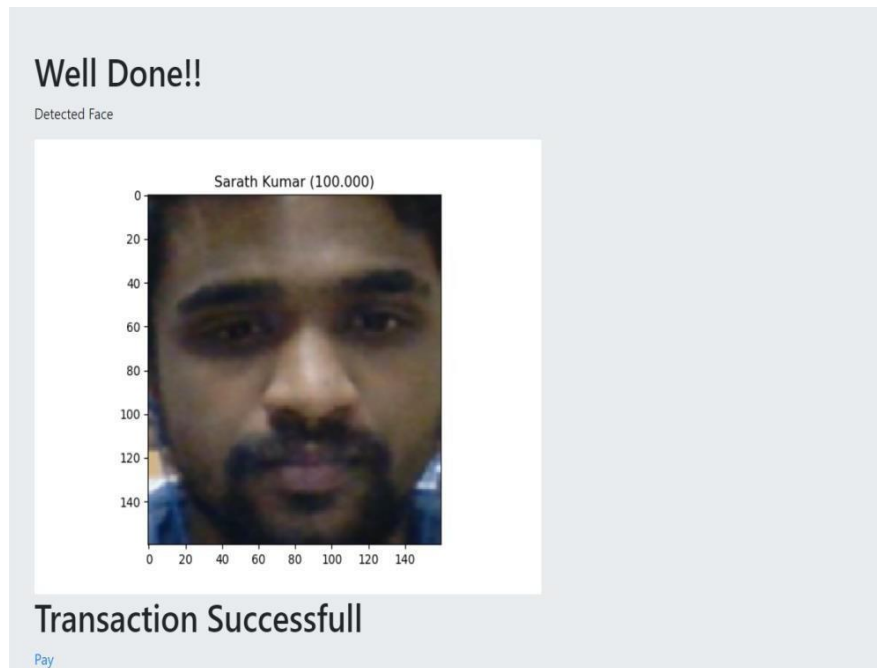 Well Done!!
Detected Face
Sarath Kumar (100.000)
0
20
40
60
80
100
120
140
0 20 40 60 80 100 120 140
Transaction Successfull
Pay